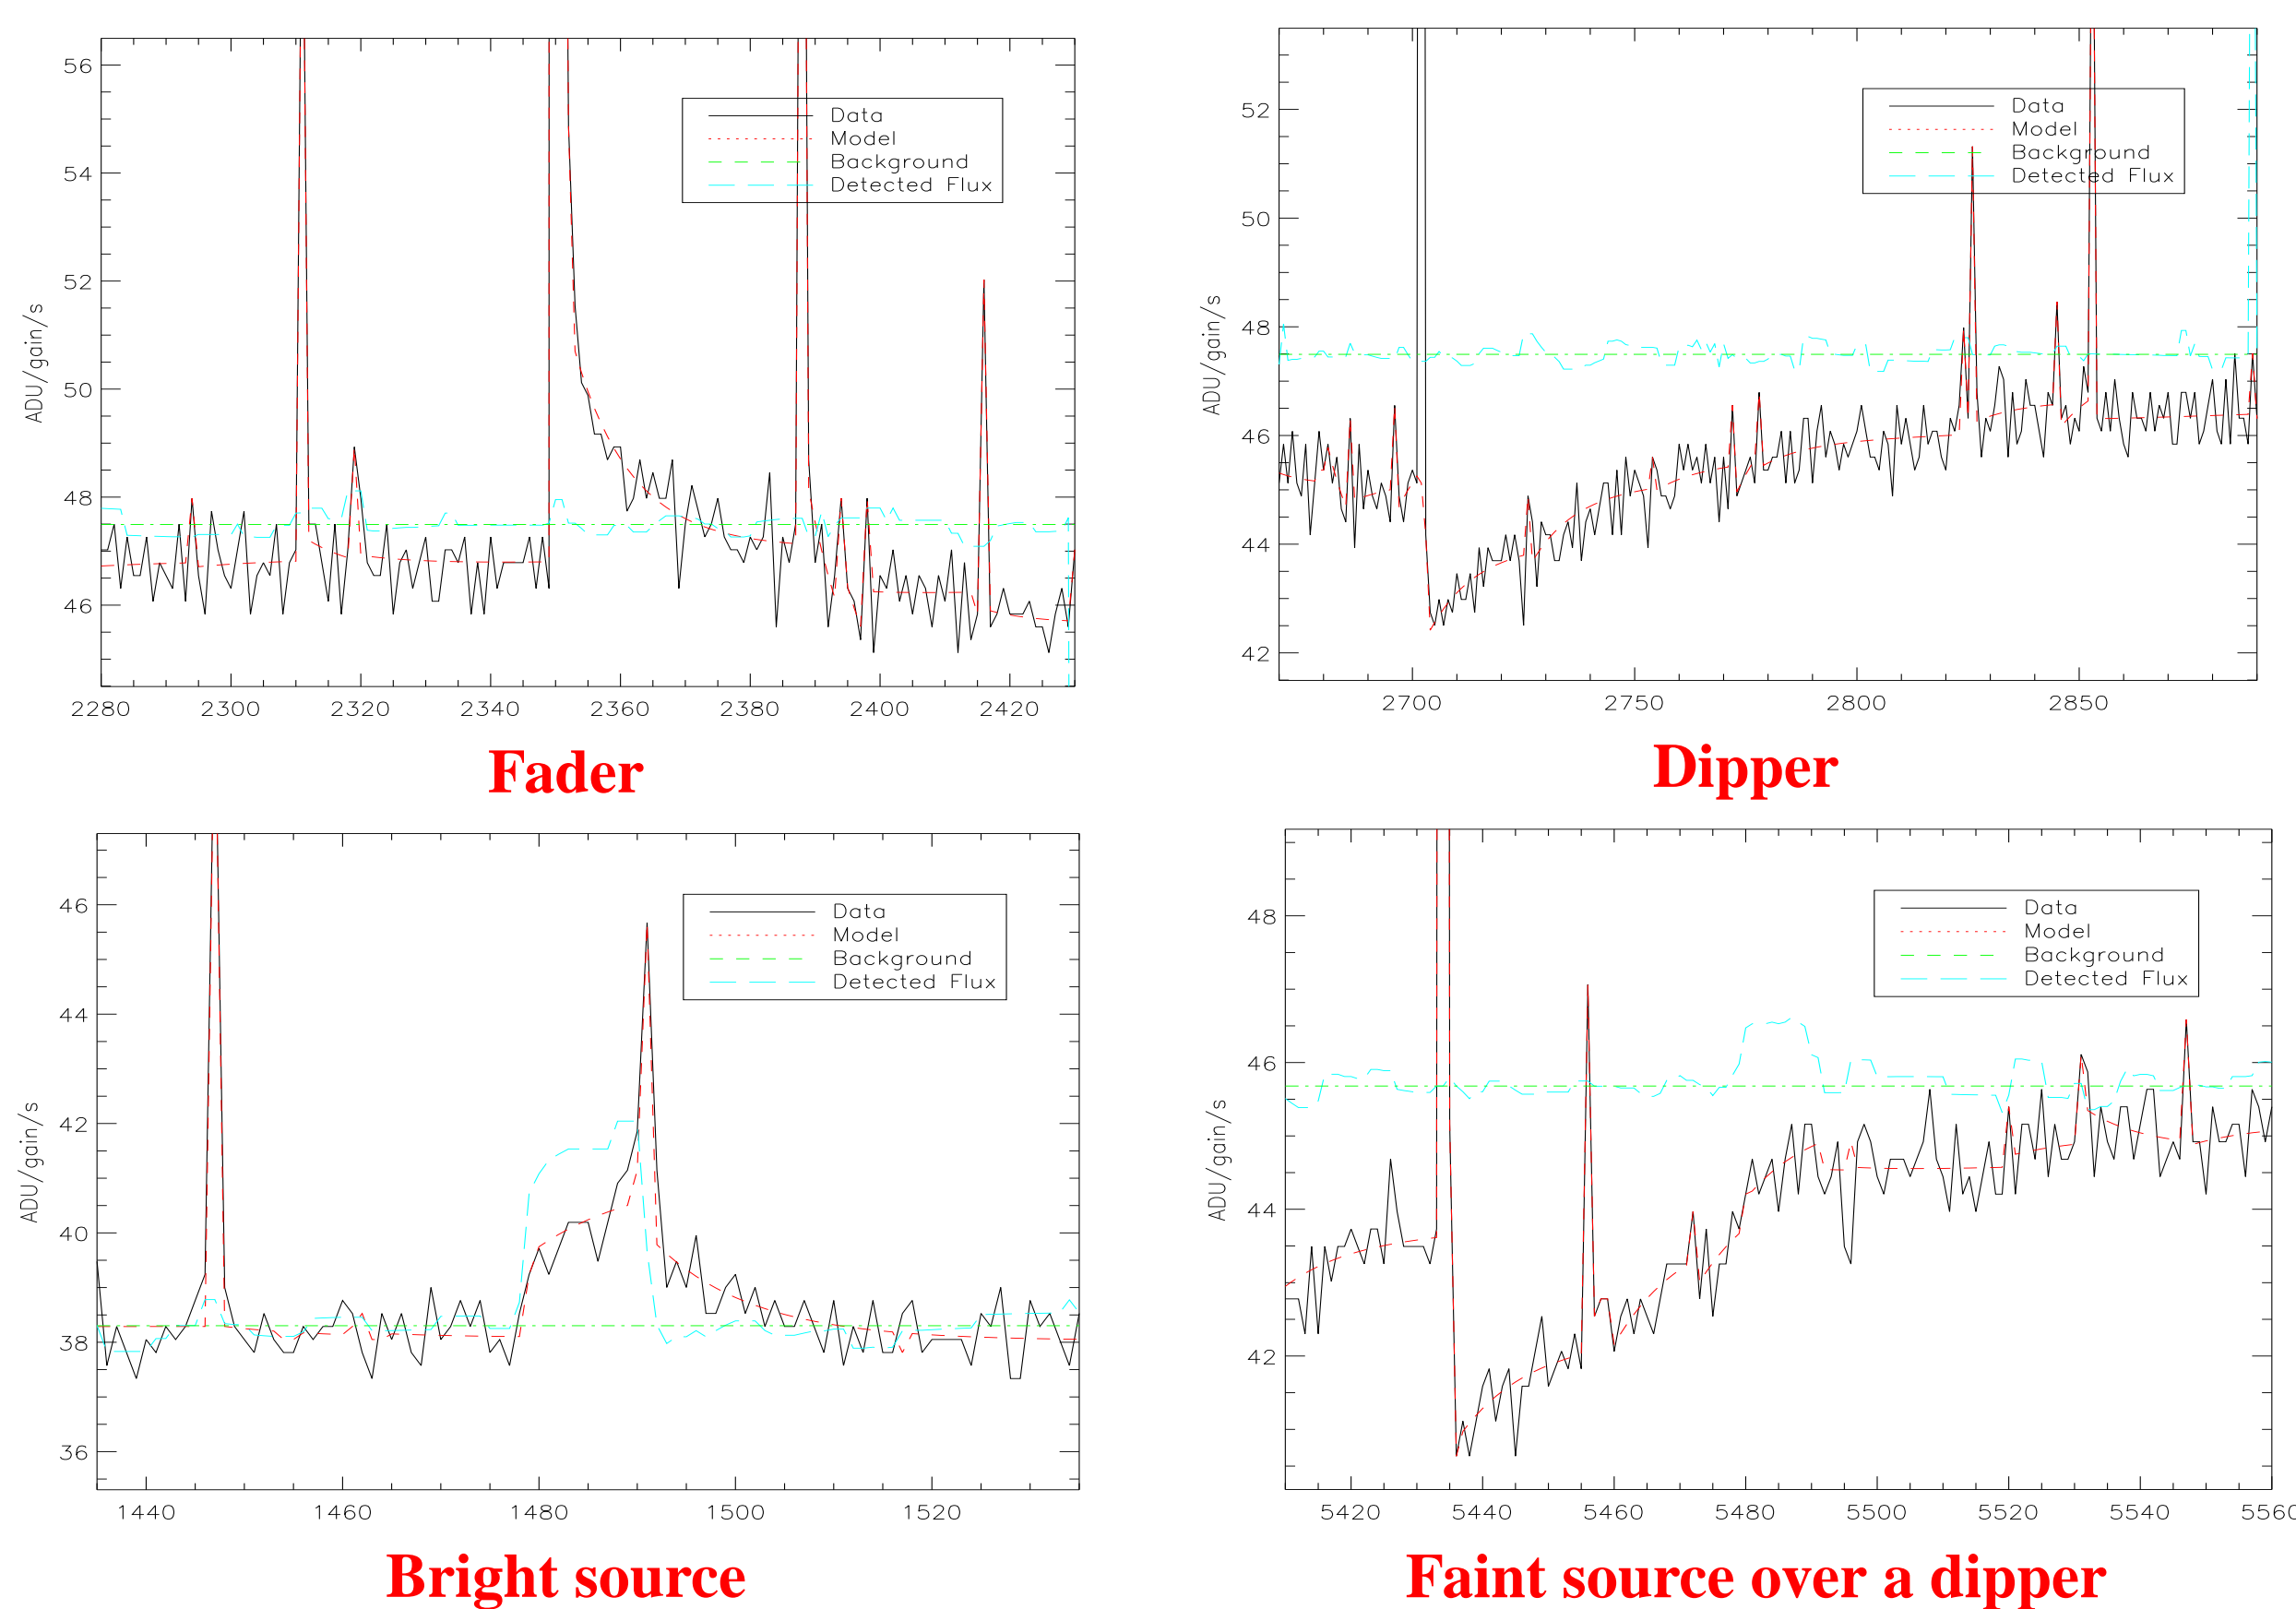 56
54
52
50
48
46
ADU/gain/s
Data
Model
Background
Detected Flux
2280 2300 2320 2340 2360 2380 2400 2420
Fader
52
50
48
46
44
42
ADU/gain/s
Data
Model
Background
Detected Flux
2700 2750 2800 2850
Dipper
46
44
42
40
38
36
ADU/gain/s
Data
Model
Background
Detected Flux
1440 1460 1480 1500 1520
Bright source
48
46
44
42
ADU/gain/s
Data
Model
Background
Detected Flux
5420 5440 5460 5480 5500 5520 5540 5560
Faint source over a dipper